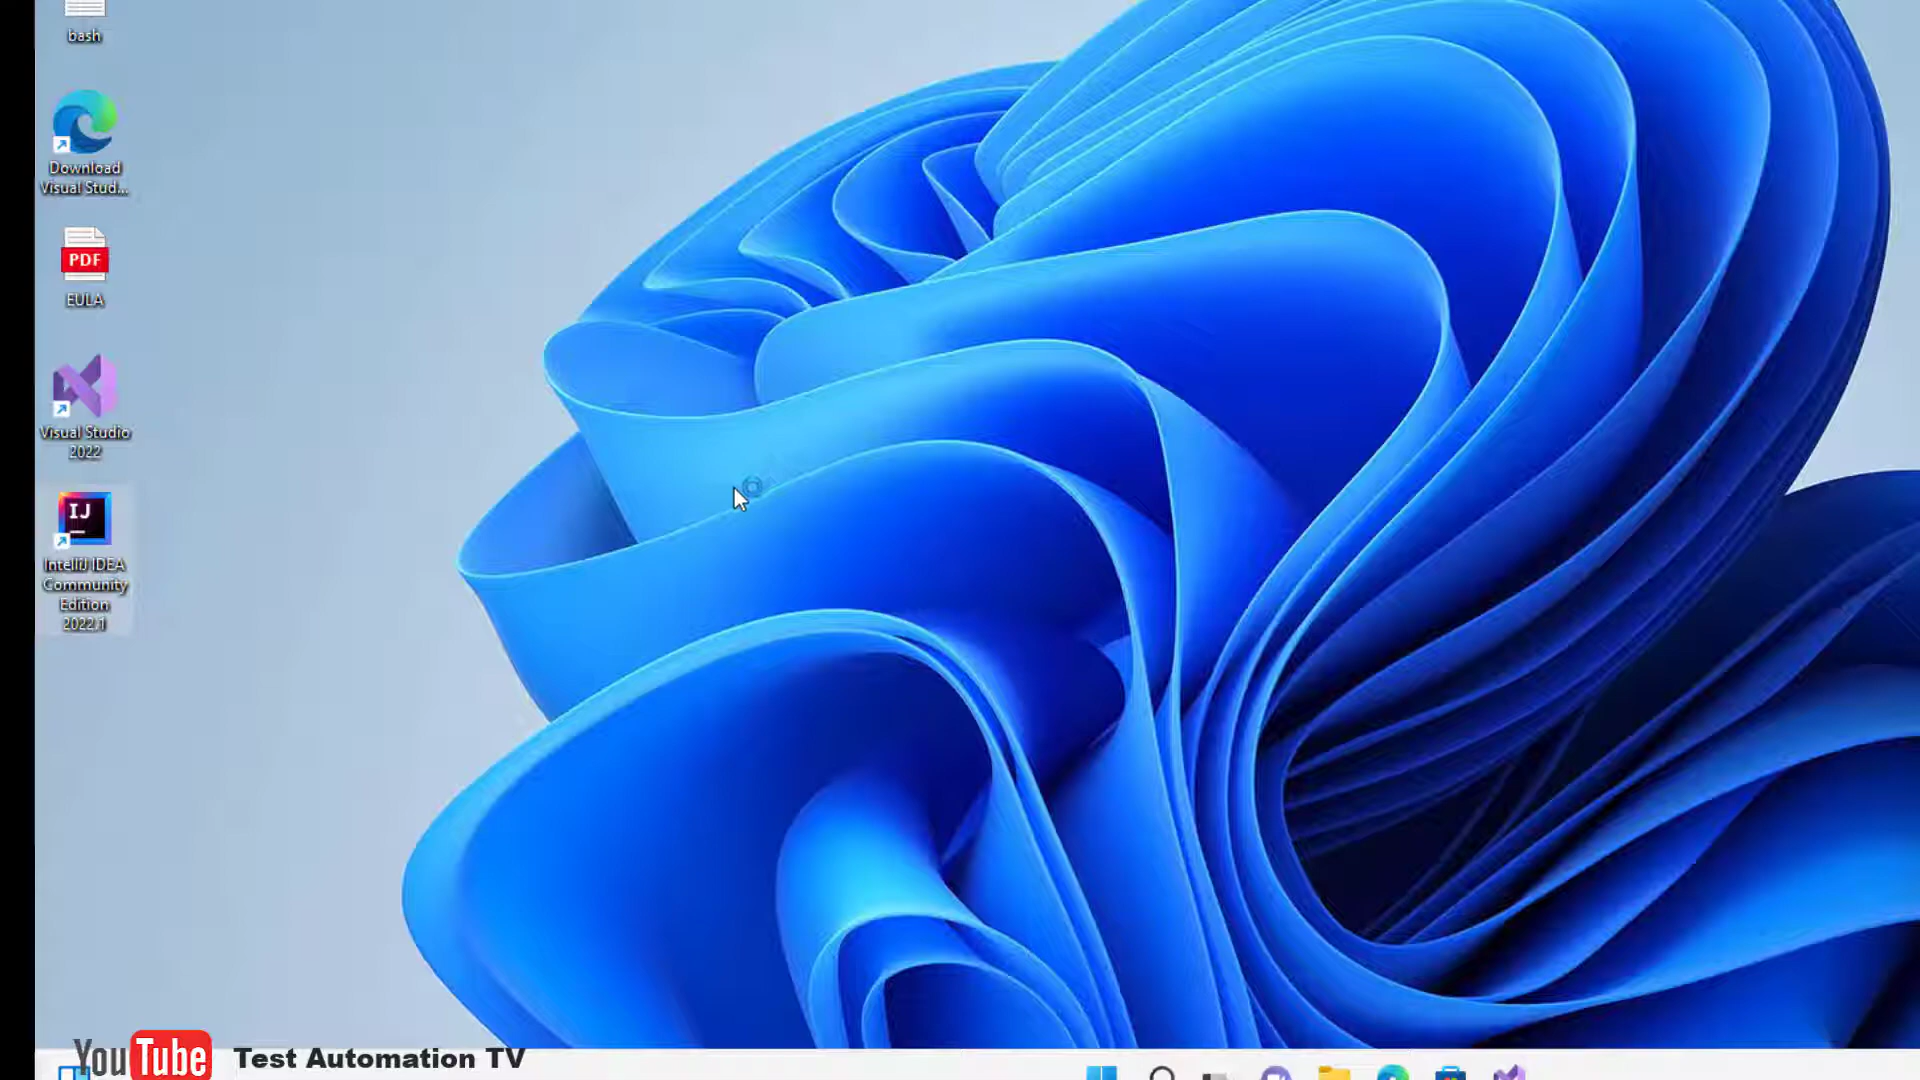 bash
Download
Visual Stud...
PDF
EULA
Visual Studio
2022
IJ
IntelliJ IDEA
Community
Edition
2022.1
YouTube
Test Automation TV